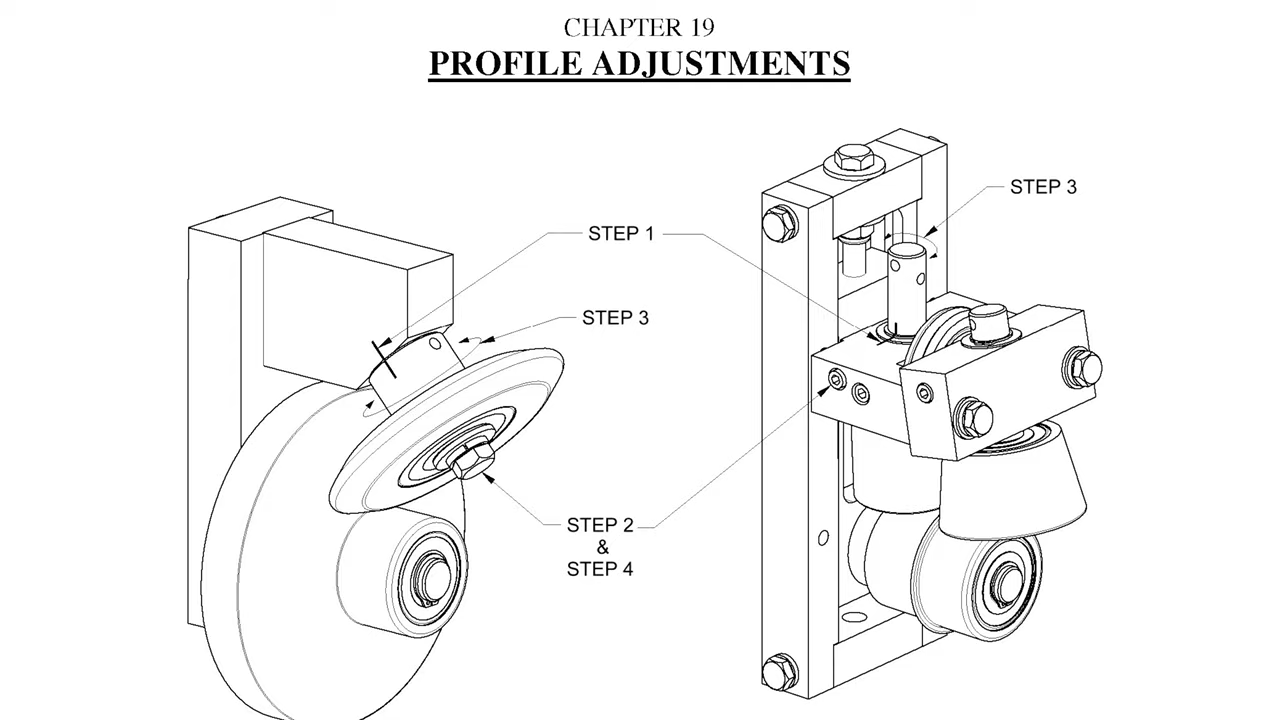 CHAPTER 19
PROFILE ADJUSTMENTS
STEP 3
STEP 1
STEP 3
STEP 2
&
STEP 4